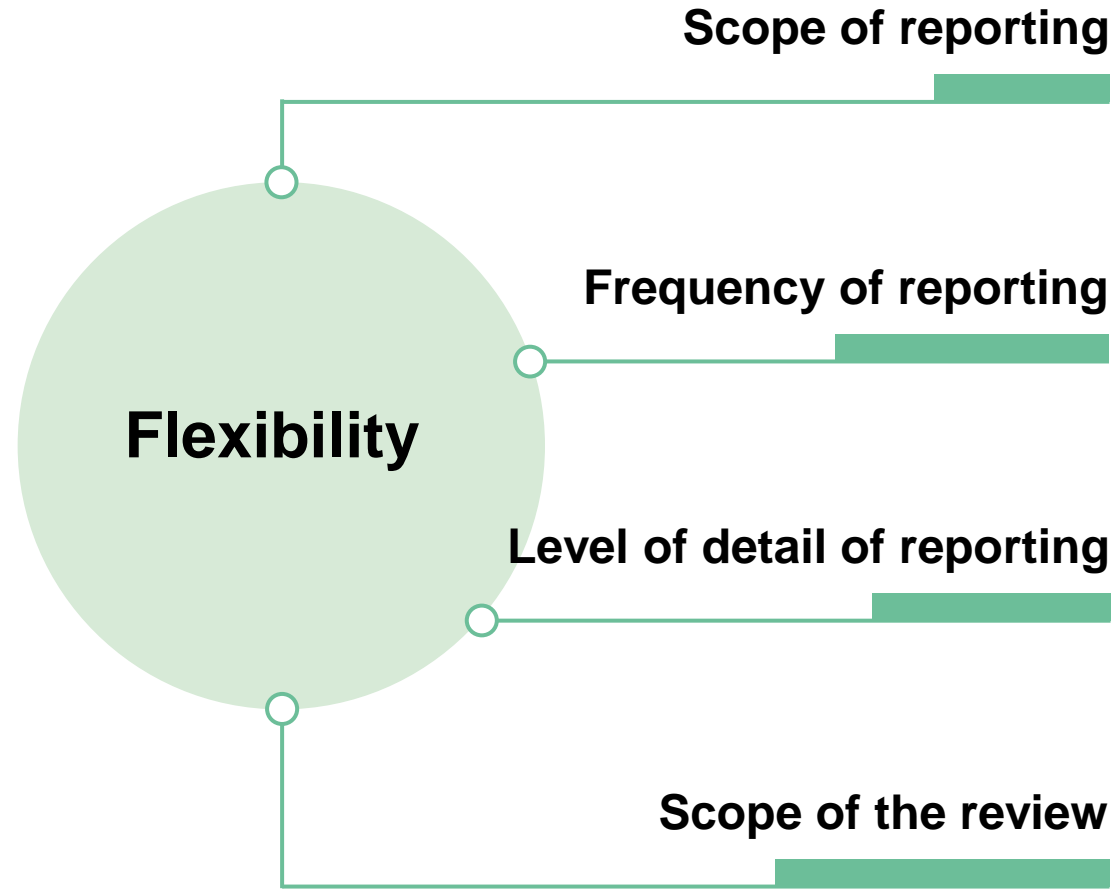 Scope of reporting
Frequency of reporting
Flexibility
Level of detail of reporting
Scope of the review